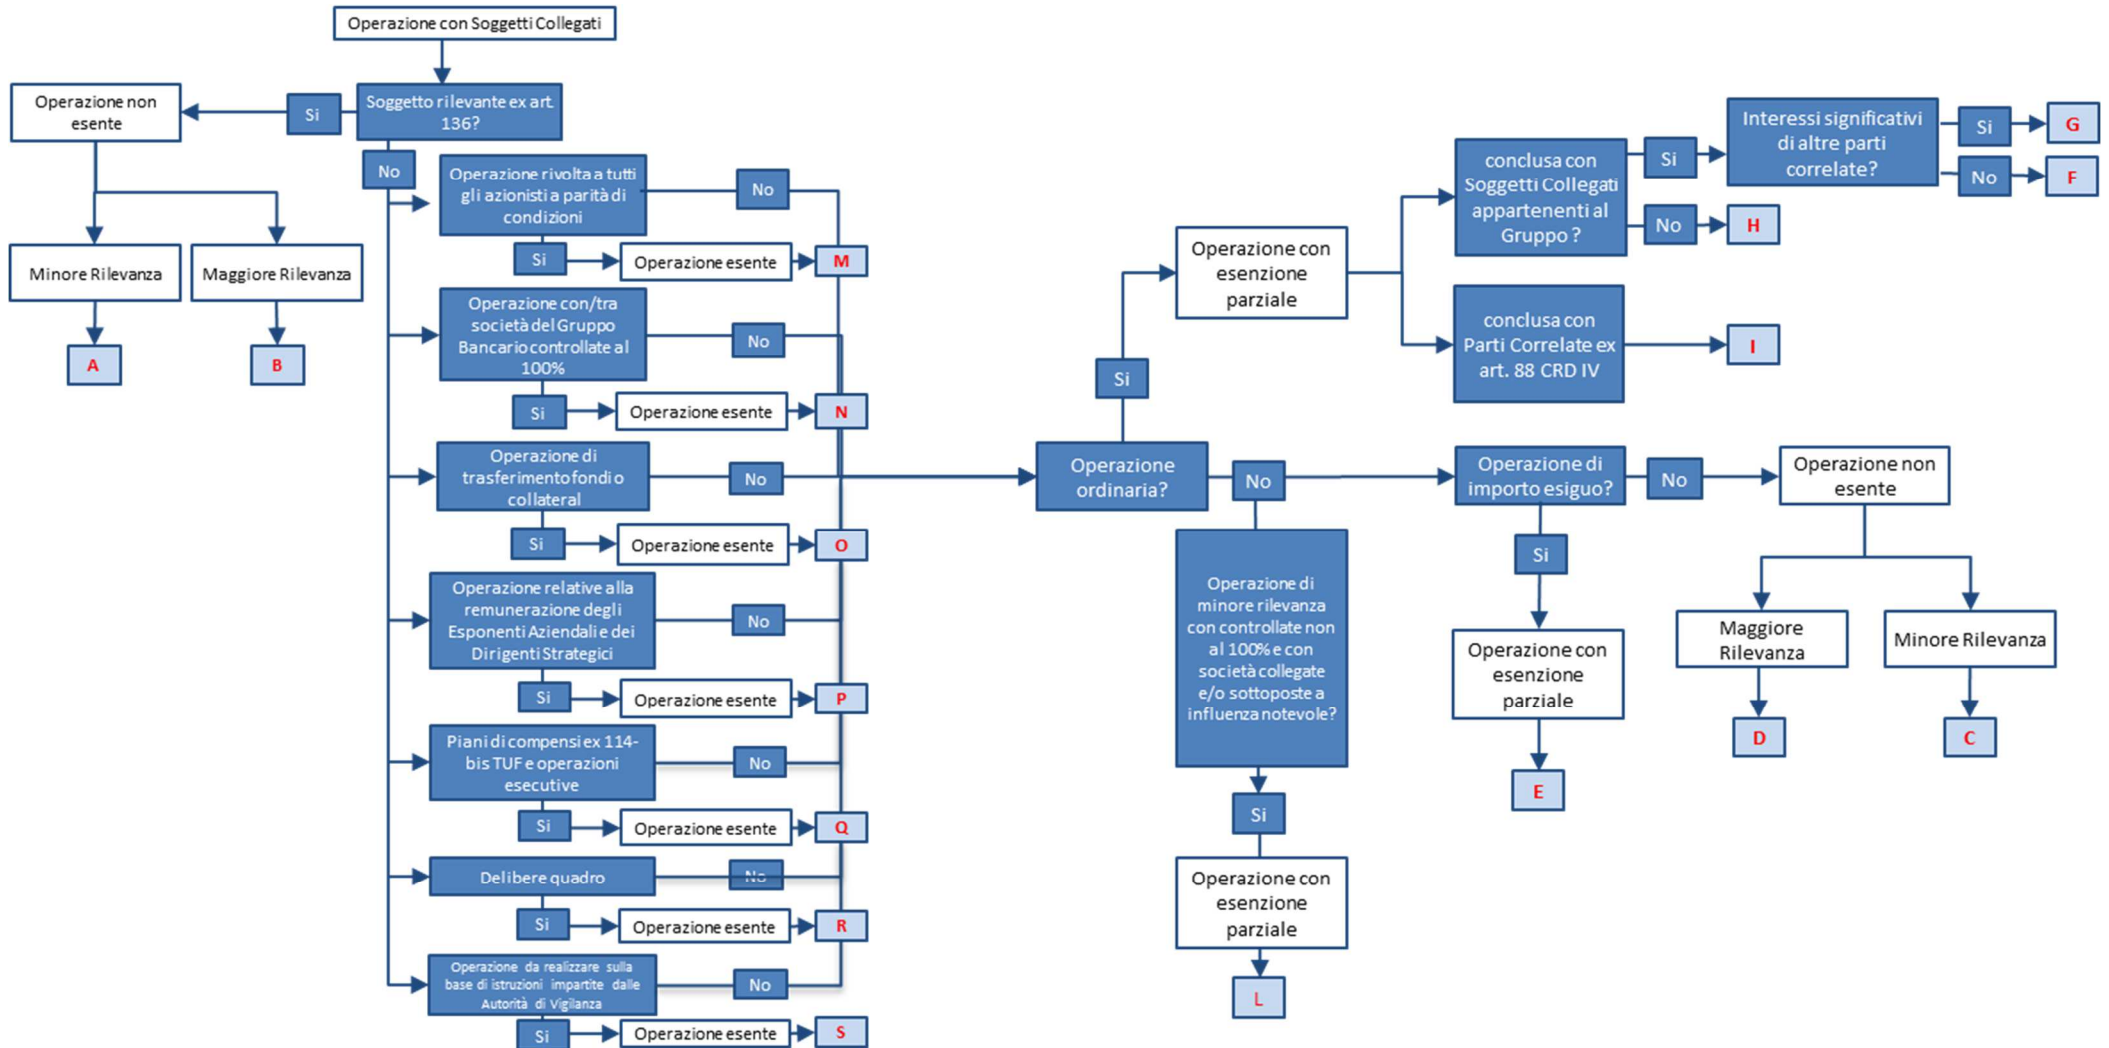 Operazione con Soggetti Collegati
Operazione non
esente
Si
Soggetto rilevante ex art.
136?
No
Minore Rilevanza
Maggiore Rilevanza
A
B
Operazione rivolta a tutti
gli azionisti a parità di
condizioni
No
Si
Operazione esente
M
Operazione con/tra
società del Gruppo
Bancario controllate al
100%
No
Si
Operazione esente
N
Operazione di
trasferimento fondi o
collateral
No
Si
Operazione esente
O
Operazione relative alla
remunerazione degli
Esponenti Aziendali e dei
Dirigenti Strategici
No
Si
Operazione esente
P
Piani di compensi ex 114-
bis TUF e operazioni
esecutive
No
Si
Operazione esente
Q
Delibere quadro
No
Si
Operazione esente
R
Operazione da realizzare sulla
base di istruzioni impartite dalle
Autorità di Vigilanza
No
Si
Operazione esente
S
Operazione
ordinaria?
Si
Operazione con
esenzione
parziale
conclusa con
Soggetti Collegati
appartenenti al
Gruppo ?
Si
Interessi significativi
di altre parti
correlate?
Si
G
No
F
No
H
conclusa con
Parti Correlate ex
art. 88 CRD IV
I
No
Operazione di
minore rilevanza
con controllate non
al 100% e con
società collegate
e/o sottoposte a
influenza notevole?
Si
Operazione con
esenzione
parziale
L
Operazione di
importo esiguo?
Si
Operazione con
esenzione
parziale
E
No
Operazione non
esente
Maggiore
Rilevanza
Minore Rilevanza
D
C